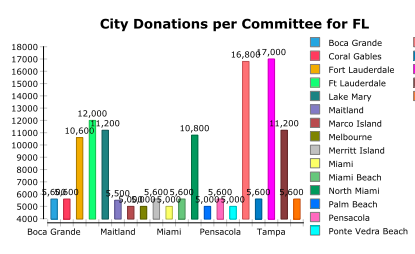 City Donations per Committee for FL
18000
17000
16000
15000
14000
13000
12000
11000
10000
9000
8000
7000
6000
5000
4000
5,600
5,600
10,600
12,000
11,200
5,500
5,000
5,000
5,600
5,000
5,600
10,800
5,000
5,600
5,000
16,800
5,600
17,000
11,200
5,600
Boca Grande
Maitland
Miami
Pensacola
Tampa
Boca Grande
Coral Gables
Fort Lauderdale
Ft Lauderdale
Lake Mary
Maitland
Marco Island
Melbourne
Merritt Island
Miami
Miami Beach
North Miami
Palm Beach
Pensacola
Ponte Vedra Beach